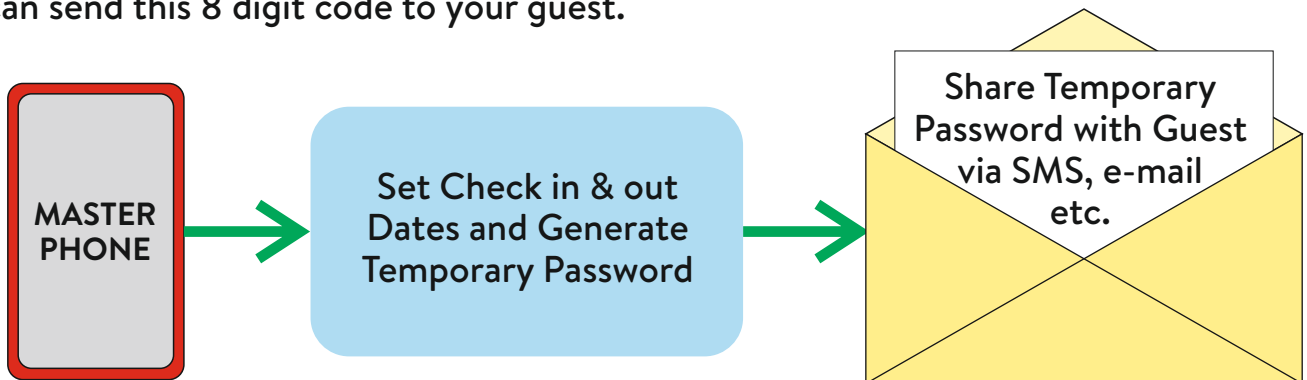 can send this 8 digit code to your guest.
MASTER
PHONE
Set Check in & out
Dates and Generate
Temporary Password
Share Temporary
Password with Guest
via SMS, e-mail
etc.